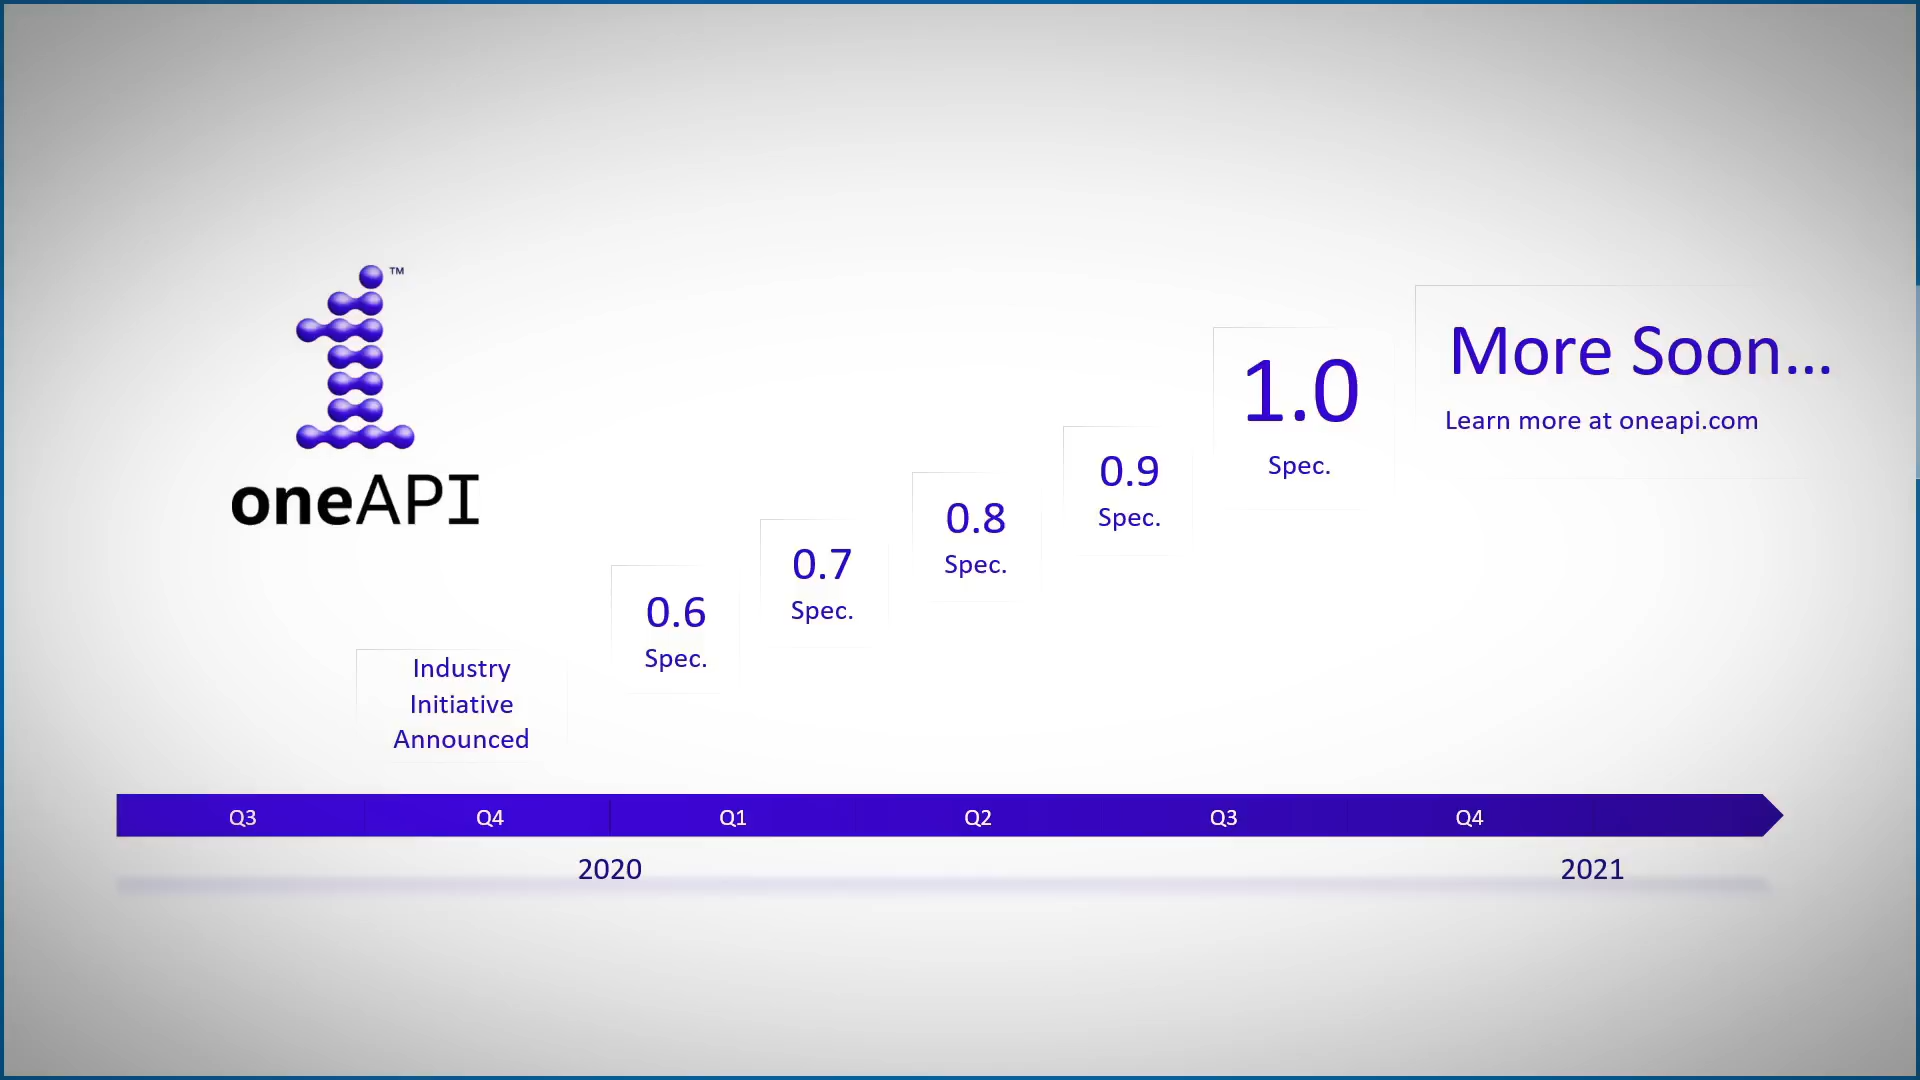 ™
oneAPI
Industry
Initiative
Announced
0.6
Spec.
0.7
Spec.
0.8
Spec.
0.9
Spec.
1.0
Spec.
More Soon...
Learn more at oneapi.com
Q3 Q4 Q1 Q2 Q3 Q4
2020 2021